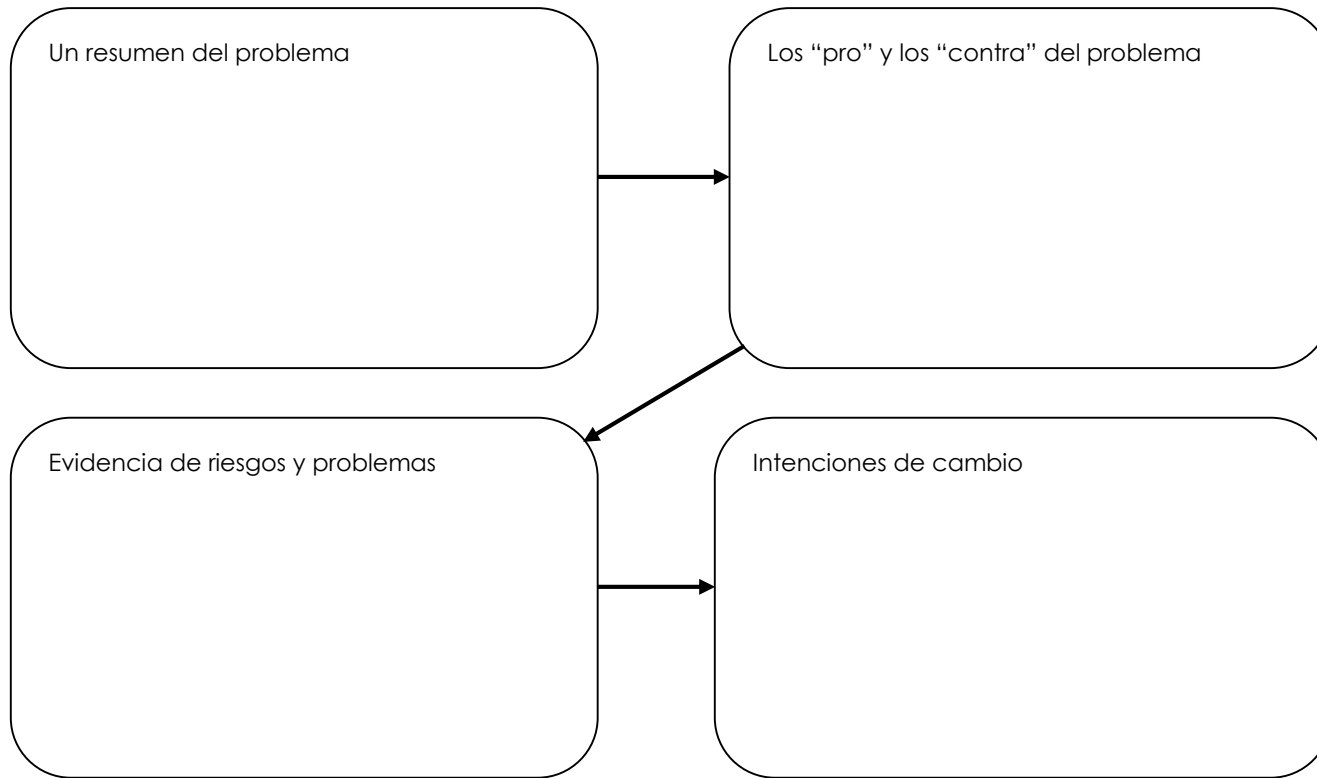 Un resumen del problema
Los “pro” y los “contra” del problema
Evidencia de riesgos y problemas
Intenciones de cambio